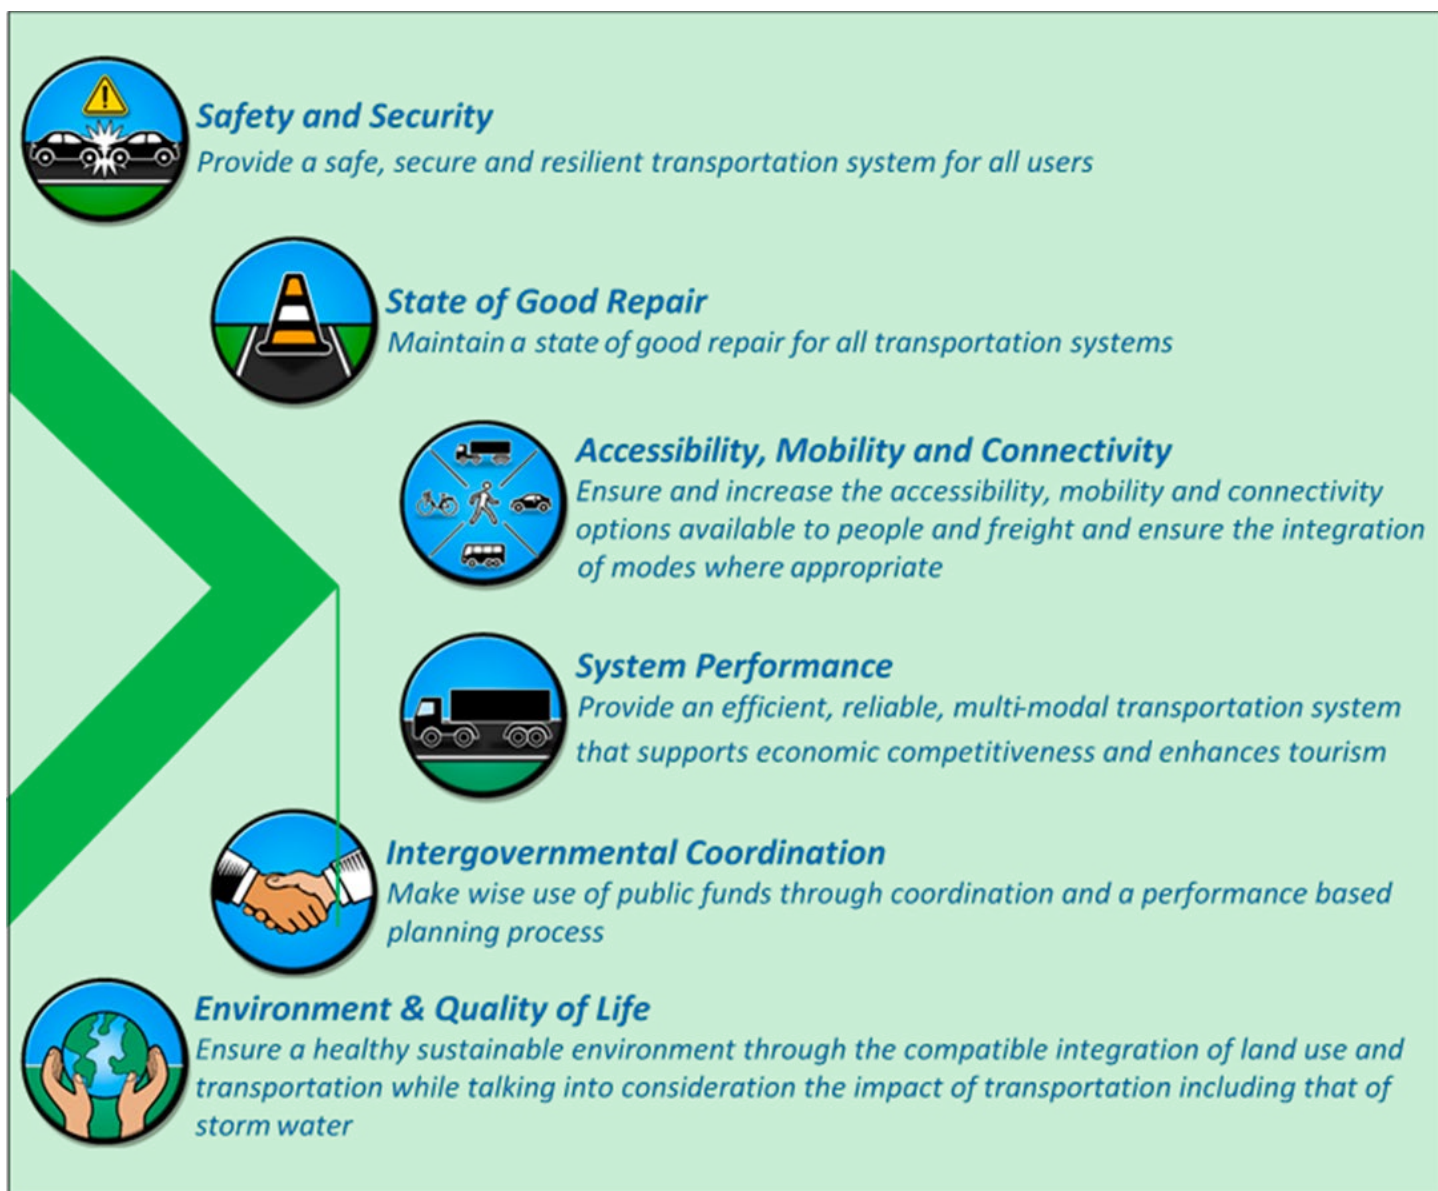 Safety and Security
Provide a safe, secure and resilient transportation system for all users
State of Good Repair
Maintain a state of good repair for all transportation systems
Accessibility, Mobility and Connectivity
Ensure and increase the accessibility, mobility and connectivity
options available to people and freight and ensure the integration
of modes where appropriate
System Performance
Provide an efficient, reliable, multi-modal transportation system
that supports economic competitiveness and enhances tourism
Intergovernmental Coordination
Make wise use of public funds through coordination and a performance based
planning process
Environment & Quality of Life
Ensure a healthy sustainable environment through the compatible integration of land use and
transportation while talking into consideration the impact of transportation including that of
storm water